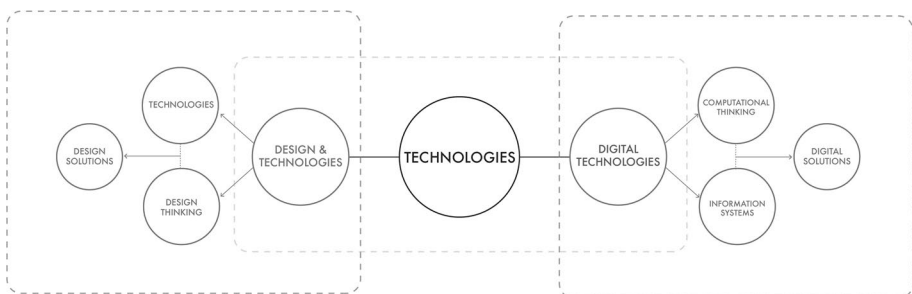 TECHNOLOGIES
DESIGN
SOLUTIONS
DESIGN
THINKING
DESIGN &
TECHNOLOGIES
TECHNOLOGIES
DIGITAL
TECHNOLOGIES
COMPUTATIONAL
THINKING
INFORMATION
SYSTEMS
DIGITAL
SOLUTIONS